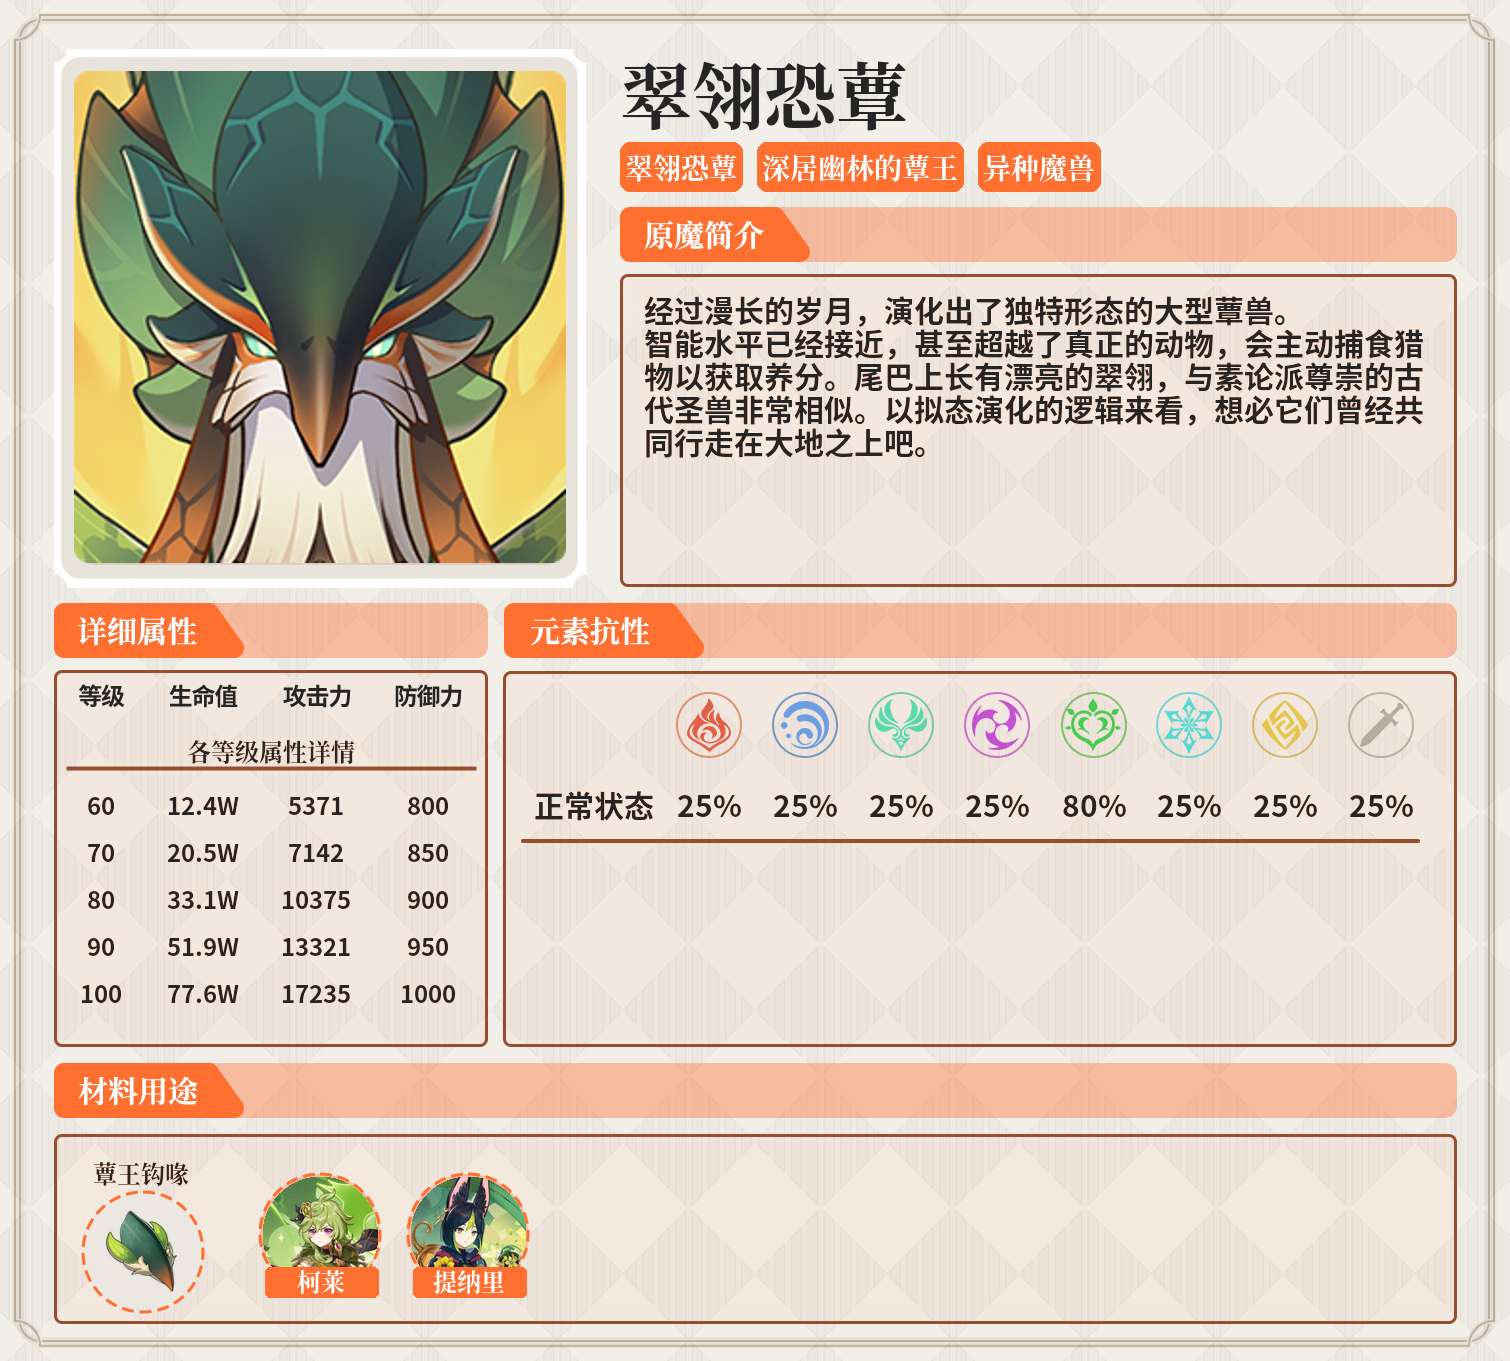 翠翎恐蕈
翠翎恐蕈 深居幽林的蕈王 异种魔兽
原魔简介
经过漫长的岁月，演化出了独特形态的大型蕈兽。
智能水平已经接近，甚至超越了真正的动物，会主动捕食猎
物以获取养分。尾巴上长有漂亮的翠翎，与素论派尊崇的古
代圣兽非常相似。以拟态演化的逻辑来看，想必它们曾经共
同行走在大地之上吧。
详细属性
等级 生命值 攻击力 防御力
各等级属性详情
60 12.4W 5371 800
70 20.5W 7142 850
80 33.1W 10375 900
90 51.9W 13321 950
100 77.6W 17235 1000
元素抗性
正常状态 25% 25% 25% 25% 80% 25% 25% 25%
材料用途
蕈王钩喙
柯莱 提纳里